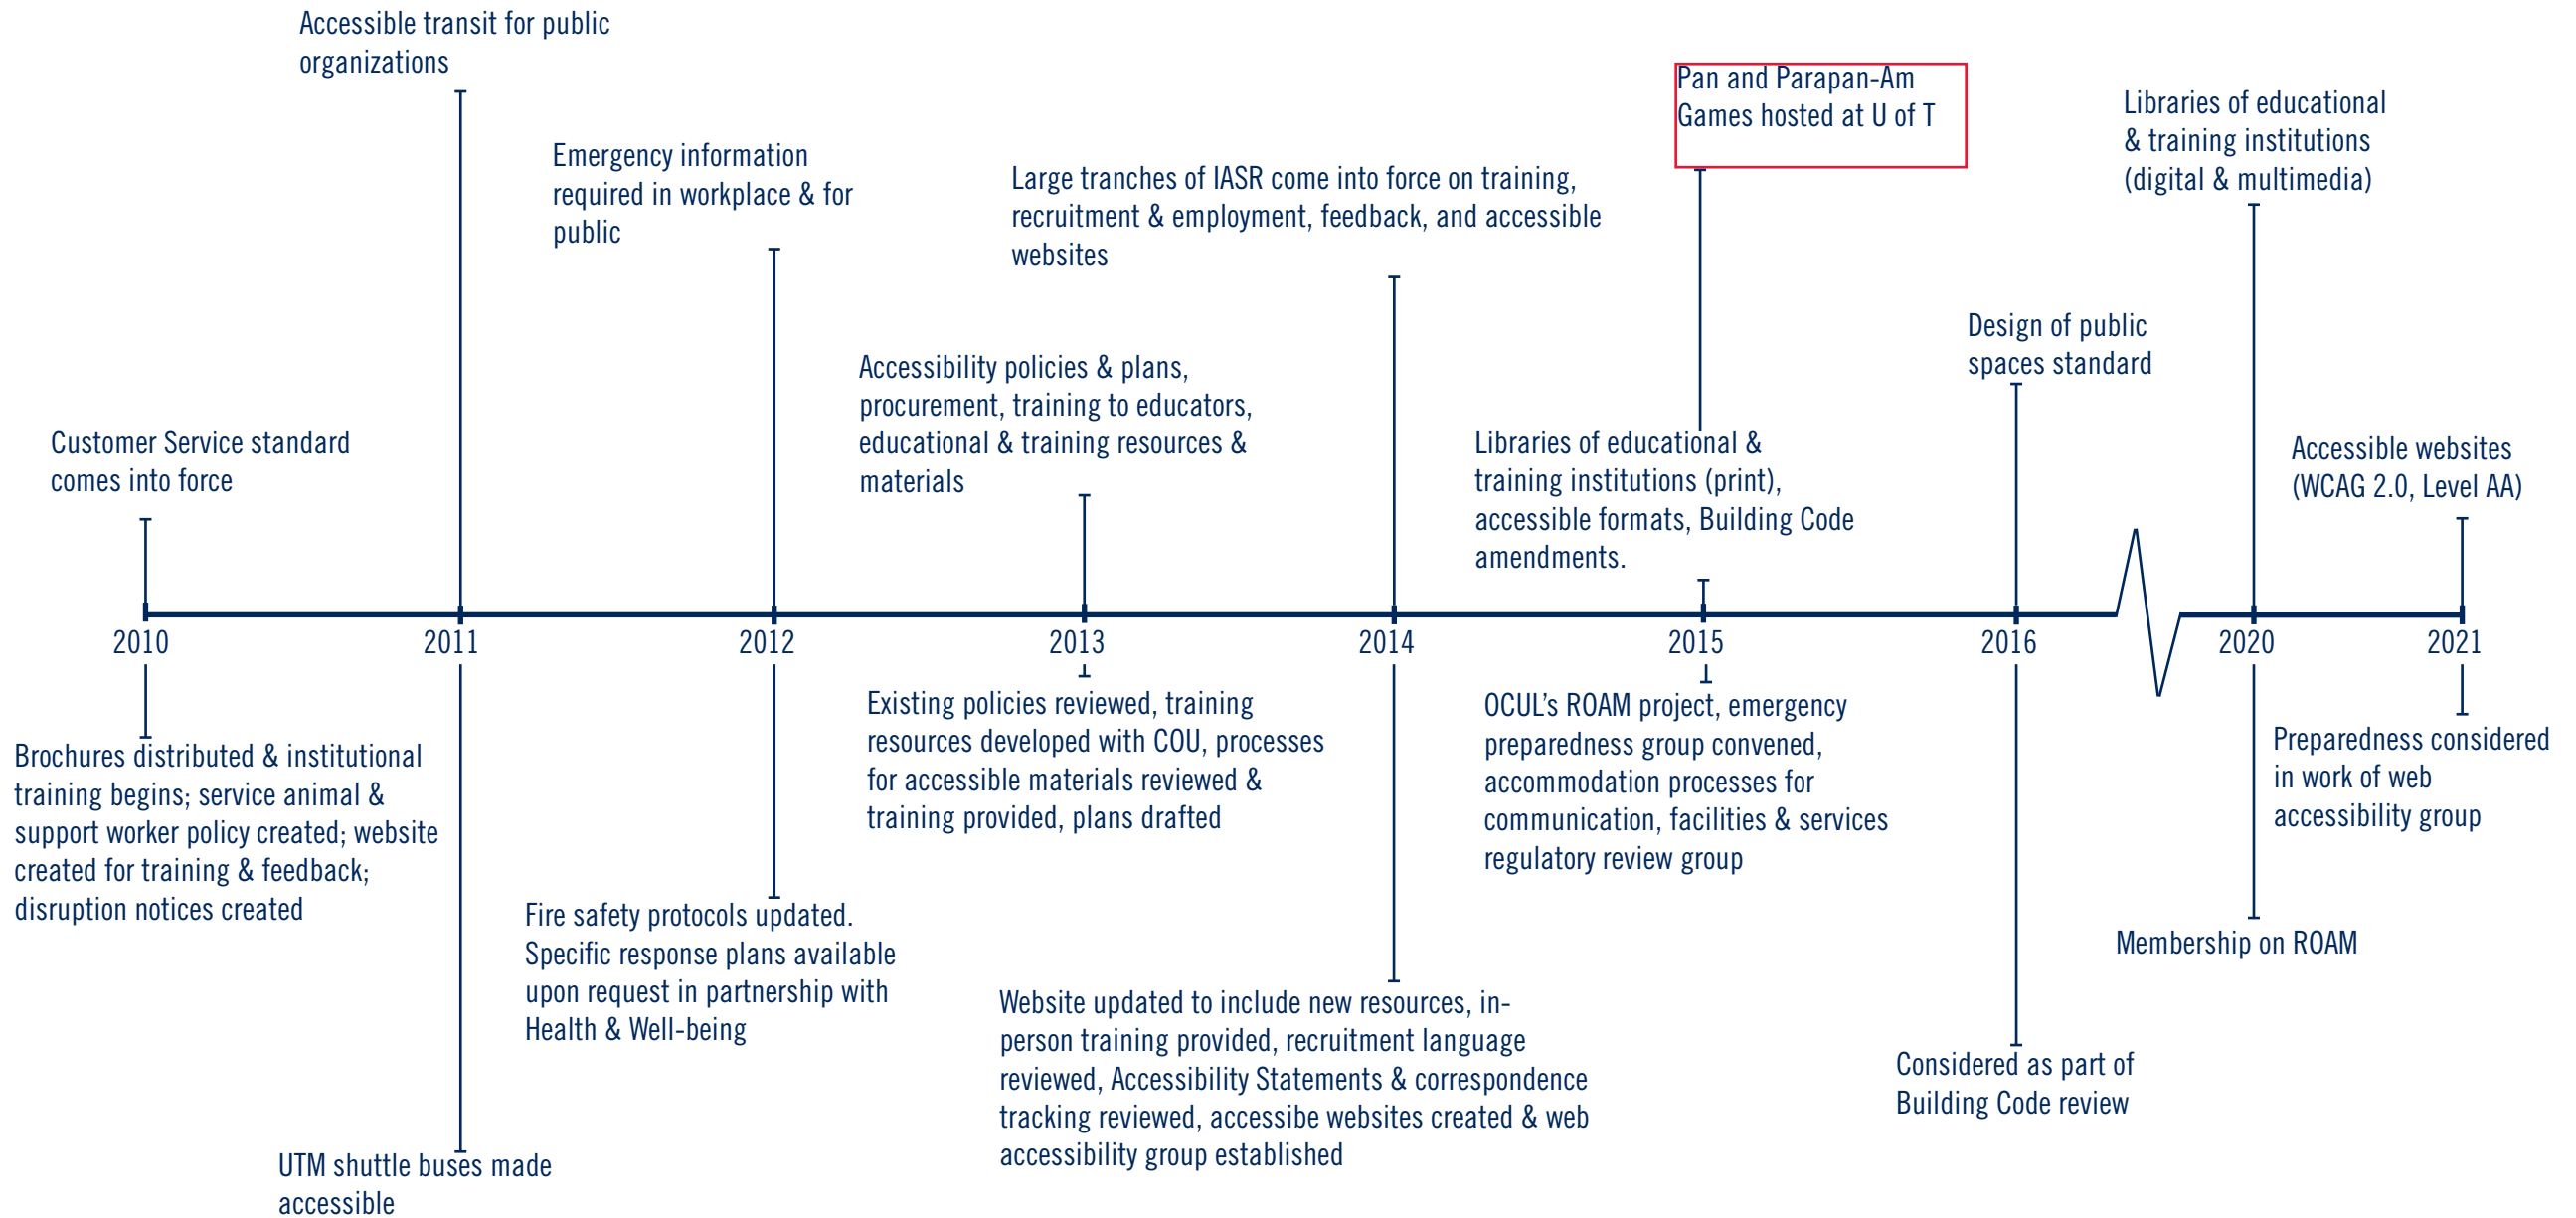 Accessible transit for public
organizations
Emergency information
required in workplace & for
public
Large tranches of IASR come into force on training,
recruitment & employment, feedback, and accessible
websites
Pan and Parapan-Am
Games hosted at U of T
Libraries of educational
& training institutions
(digital & multimedia)
Customer Service standard
comes into force
Accessibility policies & plans,
procurement, training to educators,
educational & training resources &
materials
Libraries of educational &
training institutions (print),
accessible formats, Building Code
amendments.
Design of public
spaces standard
Accessible websites
(WCAG 2.0, Level AA)
2010 2011 2012 2013 2014 2015 2016 2020 2021
Brochures distributed & institutional
training begins; service animal &
support worker policy created; website
created for training & feedback;
disruption notices created
UTM shuttle buses made
accessible
Fire safety protocols updated.
Specific response plans available
upon request in partnership with
Health & Well-being
Existing policies reviewed, training
resources developed with COU, processes
for accessible materials reviewed &
training provided, plans drafted
Website updated to include new resources, in-
person training provided, recruitment language
reviewed, Accessibility Statements & correspondence
tracking reviewed, accessibe websites created & web
accessibility group established
OCUL's ROAM project, emergency
preparedness group convened,
accommodation processes for
communication, facilities & services
regulatory review group
Considered as part of
Building Code review
Membership on ROAM
Preparedness considered
in work of web
accessibility group